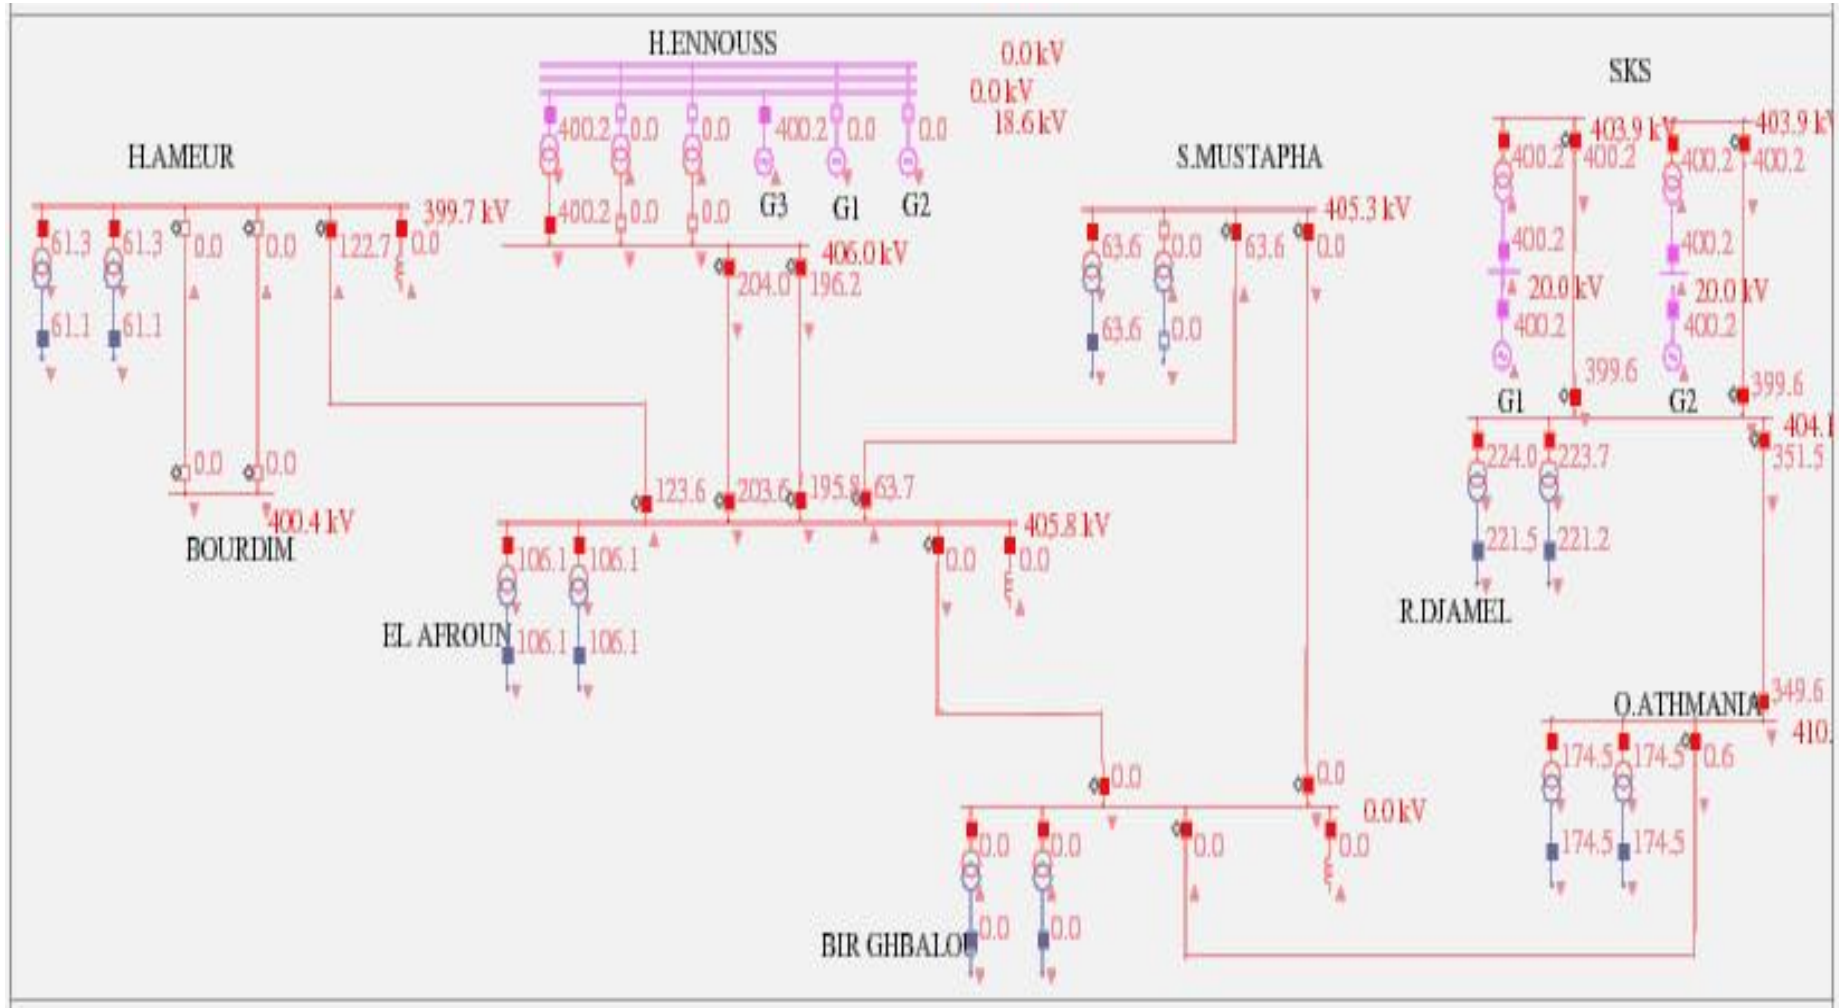 H.ENNOUSS
0.0 kV
0.0 kV
18.6 kV
400.2
0.0
0.0
400.2
0.0
0.0
400.2
0.0
0.0
G3
G1
G2
406.0 kV
204.0
196.2
H.AMEUR
399.7 kV
61.3
61.3
0.0
0.0
122.7
0.0
61.1
61.1
0.0
0.0
400.4 kV
BOURDIM
S.MUSTAPHA
405.3 kV
63.6
0.0
63.6
0.0
63.6
0.0
SKS
403.9 kV
403.9 kV
400.2
400.2
400.2
400.2
400.2
400.2
20.0 kV
20.0 kV
400.2
400.2
399.6
399.6
G1
G2
404.1
224.0
223.7
351.5
221.5
221.2
R.DJAMEL
123.6
203.6
195.8
63.7
405.8 kV
106.1
106.1
0.0
0.0
EL AFROUN
106.1
106.1
349.6
O.ATHMANIA
410.
174.5
174.5
0.6
174.5
174.5
0.0
0.0
0.0 kV
0.0
0.0
0.0
0.0
BIR GHBALOU
0.0
0.0